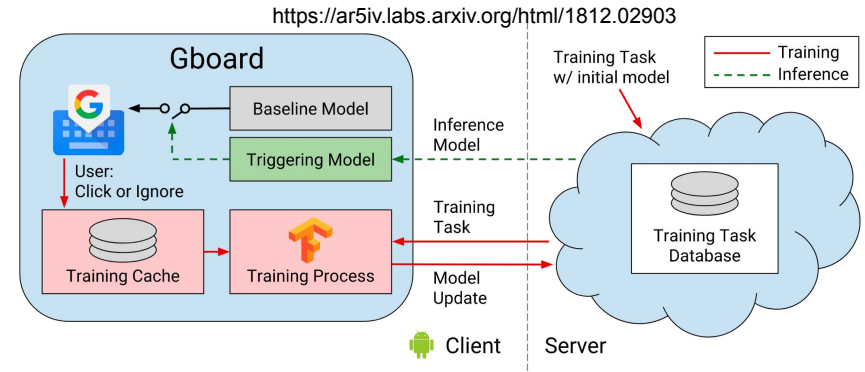 https://ar5iv.labs.arxiv.org/html/1812.02903
Gboard
G
Baseline Model
Triggering Model
User:
Click or Ignore
Training Cache
Training Process
Inference
Model
Training
Task
Model
Update
Training Task
w/ initial model
Training
Inference
Training Task
Database
Client
Server